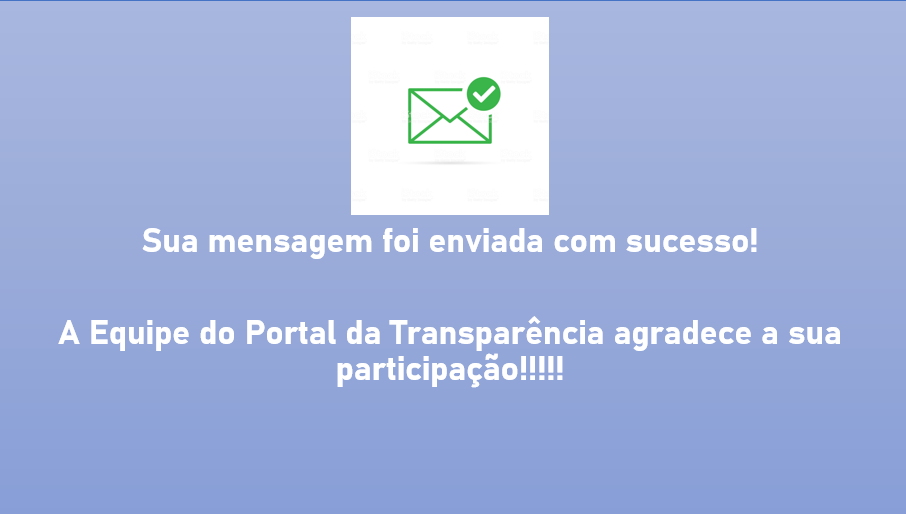 Sua mensagem foi enviada com sucesso!
A Equipe do Portal da Transparência agradece a sua
participação!!!!!